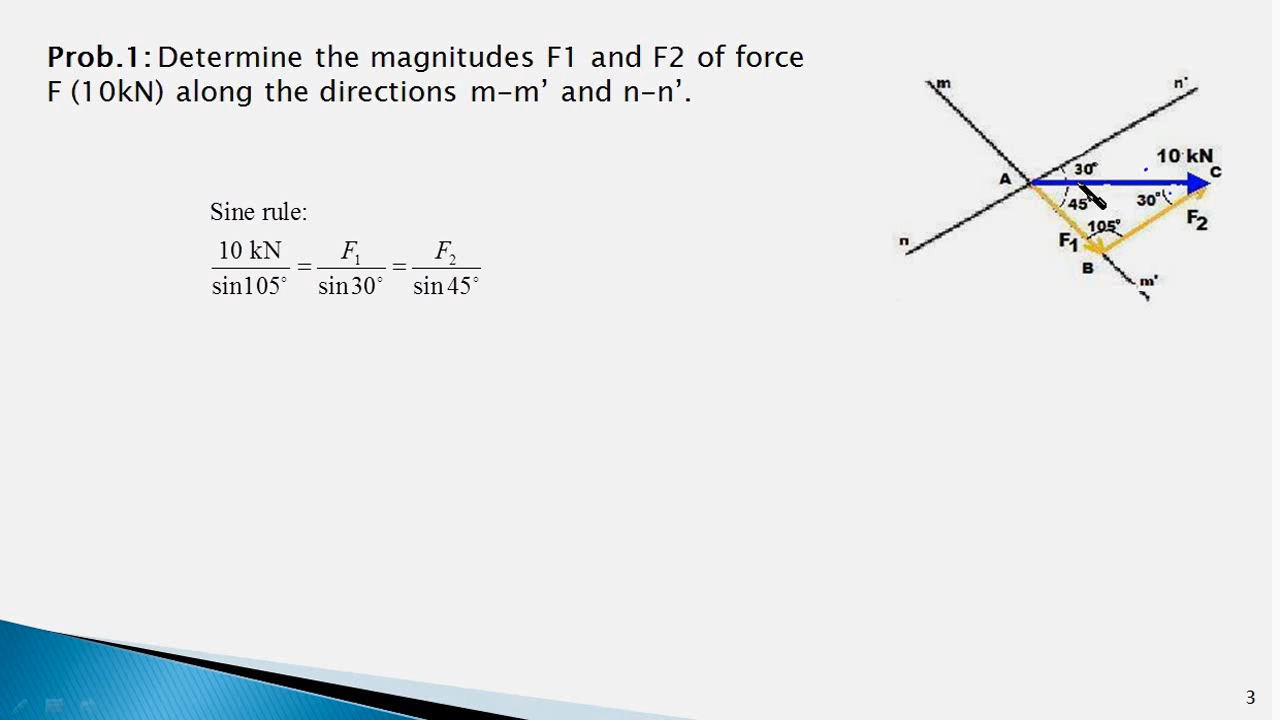 Prob.1: Determine the magnitudes F1 and F2 of force
F (10kN) along the directions m-m’ and n-n’.
Sine rule:
10 kN / sin105° = F₁ / sin30° = F₂ / sin45°
m
n'
30°
10 kN
C
A
45°
30°
105°
F₂
n
F₁
B
m'
3